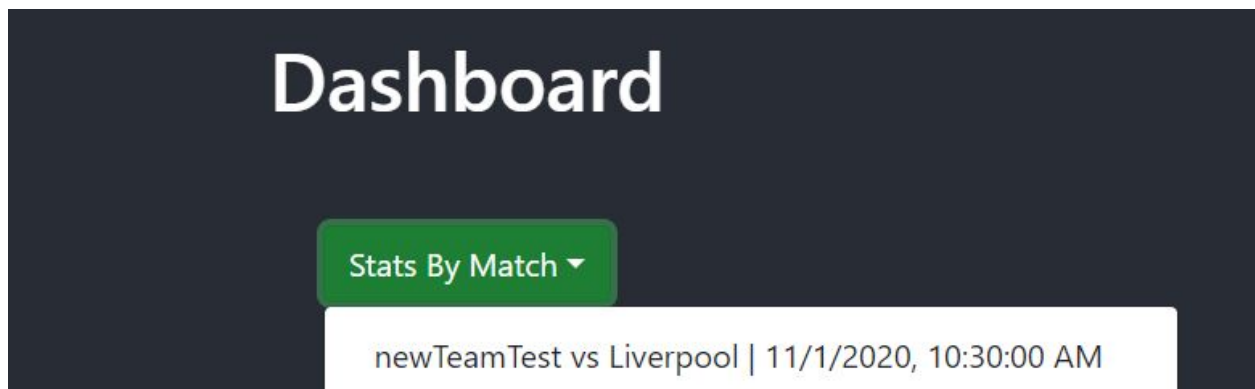 Dashboard
Stats By Match
newTeamTest vs Liverpool | 11/1/2020, 10:30:00 AM